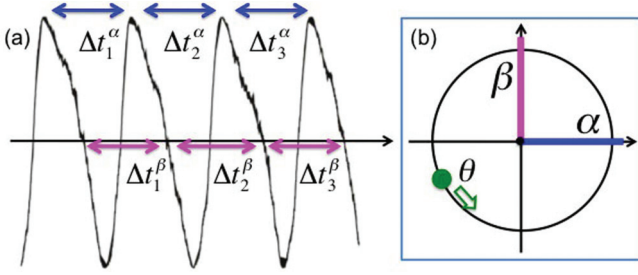 (a)
Δt₁^α Δt₂^α Δt₃^α
Δt₁^β Δt₂^β Δt₃^β
(b)
β
α
θ